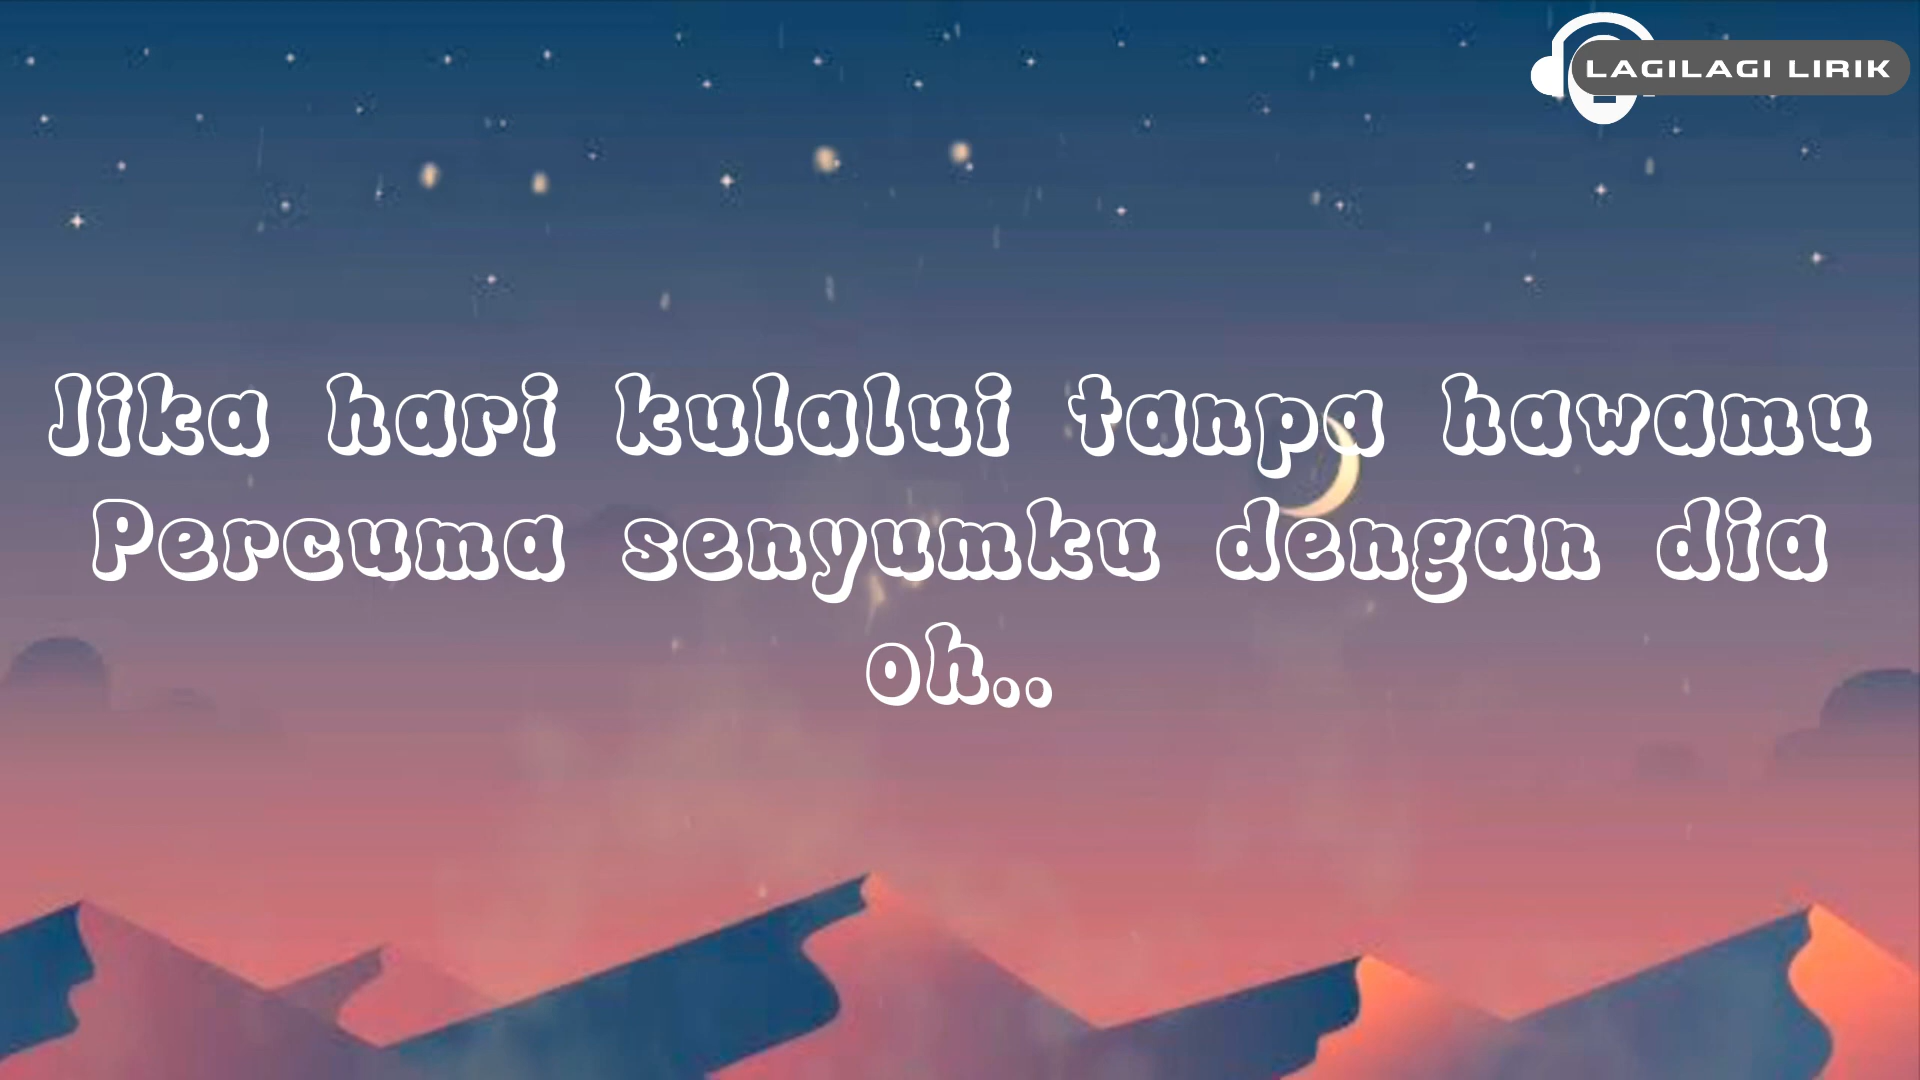 LAGILAGI LIRIK
Jika hari kulalui tanpa hawamu
Percuma senyumku dengan dia
oh..